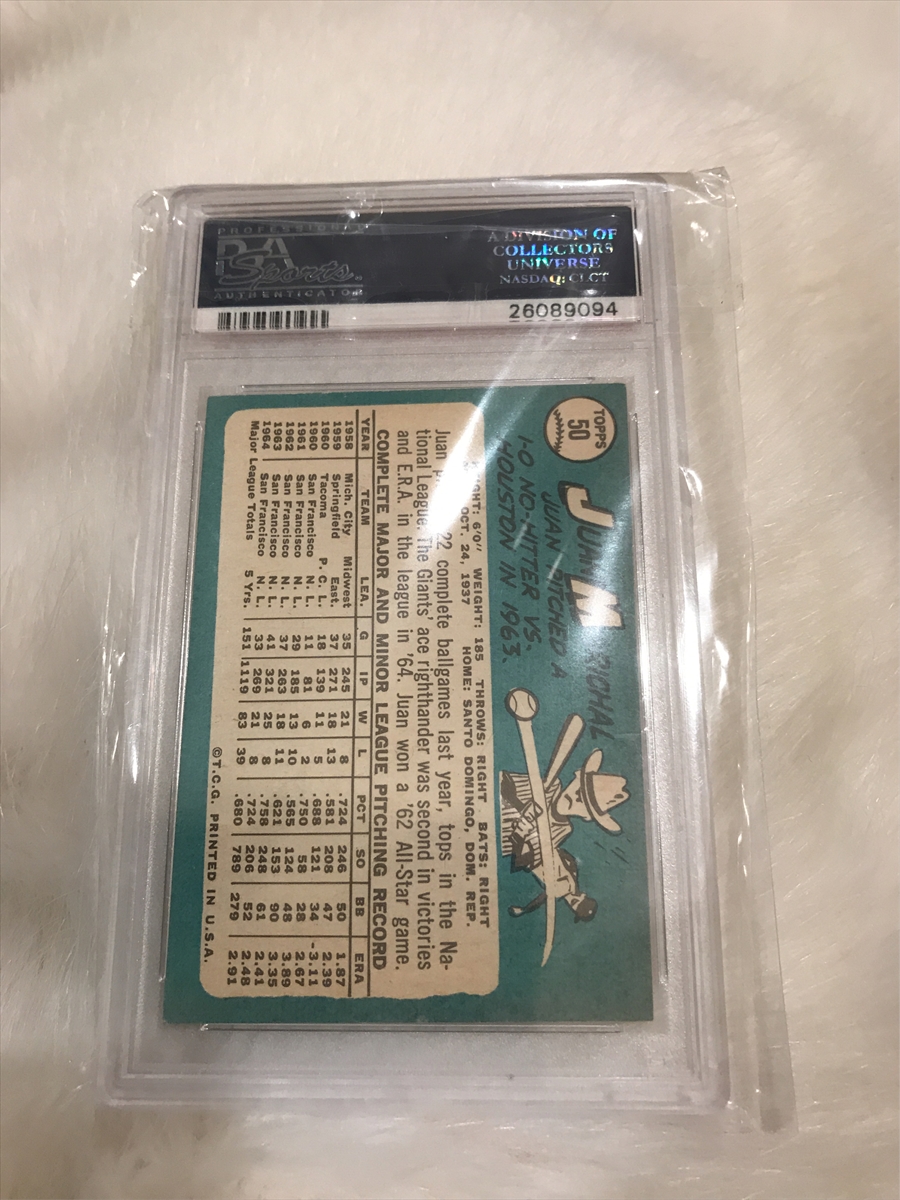 PROFESSIONAL
PSA
Sports
AUTHENTICATOR
A DIVISION OF
COLLECTORS
UNIVERSE
NASDAQ: CLCT
26089094
TOPPS
50
JUAN M RICHAL
JUAN PITCHED A
1-0 NO-HITTER VS.
HOUSTON IN 1963.
HEIGHT: 6'0" WEIGHT: 185 THROWS: RIGHT BATS: RIGHT
OCT. 24, 1937 HOME: SANTO DOMINGO, DOM. REP.
Juan 22 complete ballgames last year, tops in the Na-
tional League. The Giants' ace righthander was second in victories
and E.R.A. in the league in '64. Juan won a '62 All-Star game.
COMPLETE MAJOR AND MINOR LEAGUE PITCHING RECORD
YEAR TEAM LEA. G IP W L PCT SO BB ERA
1958 Mich. City Midwest 35 245 21 8 .724 246 50 1.87
1959 Springfield East. 37 271 18 13 .581 208 47 2.39
1960 Tacoma P. C. L. 18 139 11 5 .688 121 34 -3.11
1960 San Francisco N. L. 11 81 6 2 .750 58 28 2.67
1961 San Francisco N. L. 29 185 13 10 .565 124 48 3.89
1962 San Francisco N. L. 37 263 18 11 .621 153 90 3.35
1963 San Francisco N. L. 41 321 25 8 .758 248 61 2.41
1964 San Francisco N. L. 33 269 21 8 .724 206 52 2.48
Major League Totals 5 Yrs. 151 1119 83 39 .680 789 279 2.91
©T.C.G. PRINTED IN U.S.A.